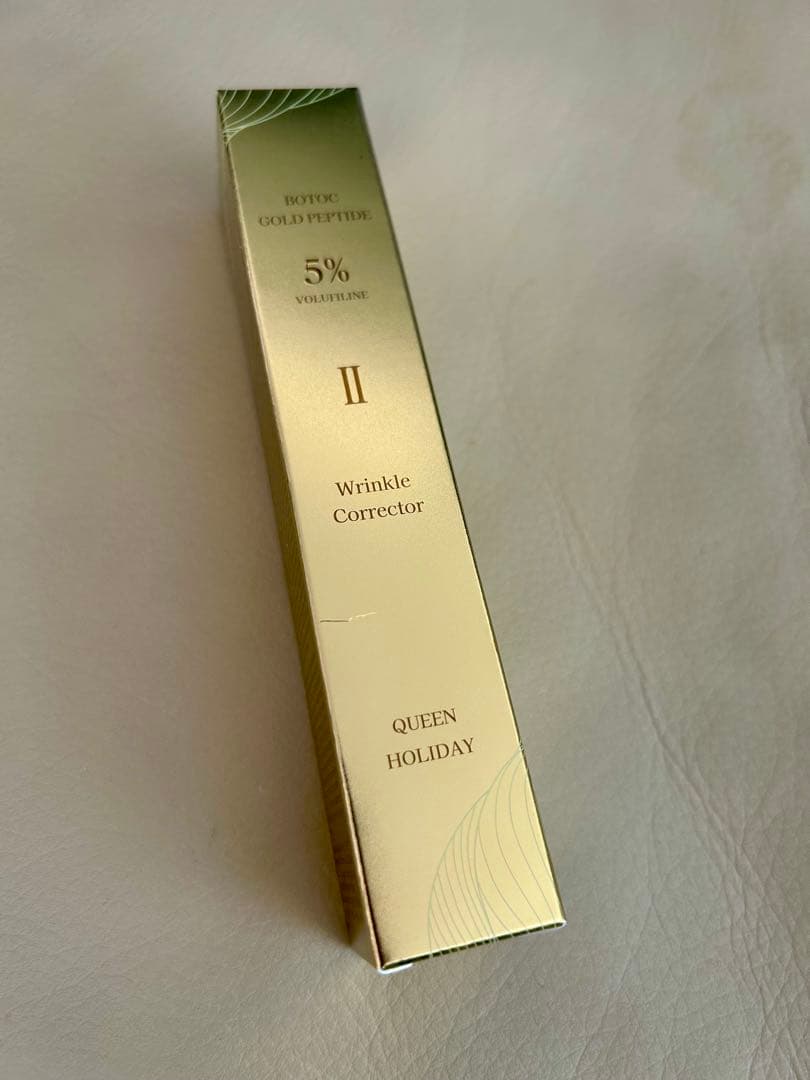 BOTOC
GOLD PEPTIDE
5%
VOLUFILINE
II
Wrinkle
Corrector
QUEEN
HOLIDAY